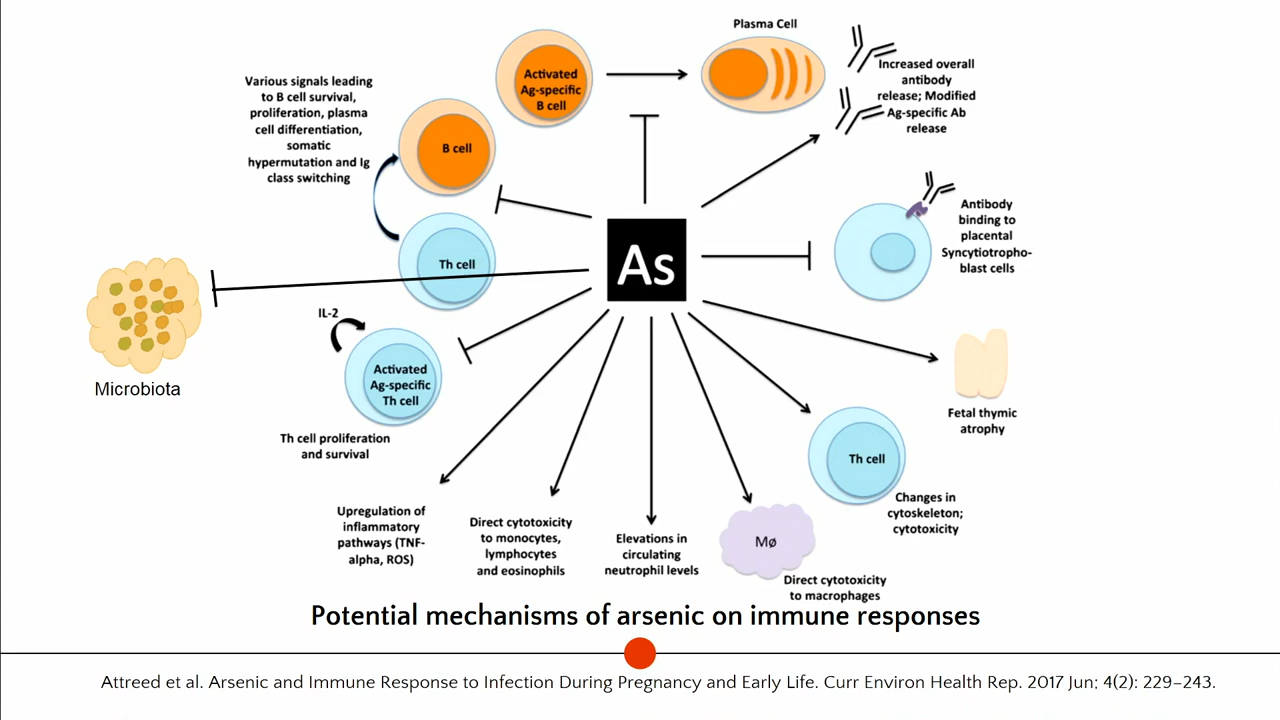 Plasma Cell
Increased overall
antibody
release; Modified
Ag-specific Ab
release
Activated
Ag-specific
B cell
Various signals leading
to B cell survival,
proliferation, plasma
cell differentiation,
somatic
hypermutation and Ig
class switching
B cell
Th cell
As
Antibody
binding to
placental
Syncytiotropho-
blast cells
Microbiota
IL-2
Activated
Ag-specific
Th cell
Th cell proliferation
and survival
Fetal thymic
atrophy
Th cell
Changes in
cytoskeleton;
cytotoxicity
Upregulation of
inflammatory
pathways (TNF-
alpha, ROS)
Direct cytotoxicity
to monocytes,
lymphocytes
and eosinophils
Elevations in
circulating
neutrophil levels
Mø
Direct cytotoxicity
to macrophages
Potential mechanisms of arsenic on immune responses
Attreed et al. Arsenic and Immune Response to Infection During Pregnancy and Early Life. Curr Environ Health Rep. 2017 Jun; 4(2): 229–243.